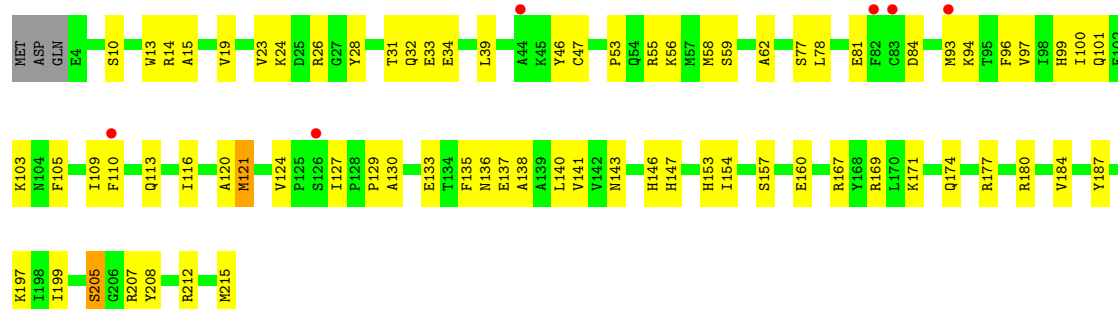 MET ASP GLN E4 S10 W13 R14 A15 V19 V23 K24 D25 R26 G27 Y28 T31 Q32 E33 E34 L39 A44 K45 Y46 C47 P53 Q54 R55 K56 M57 M58 S59 A62 S77 L78 E81 F82 C83 D84 M93 K94 T95 F96 V97 I98 H99 I100 Q101
K103 N104 F105 I109 F110 Q113 I116 A120 M121 V124 P125 S126 I127 P128 P129 A130 E133 T134 F135 N136 E137 A138 A139 L140 V141 V142 N143 H146 H147 H153 I154 S157 E160 R167 Y168 R169 L170 K171 Q174 R177 R180 V184 Y187
K197 I198 I199 S205 G206 R207 Y208 R212 M215